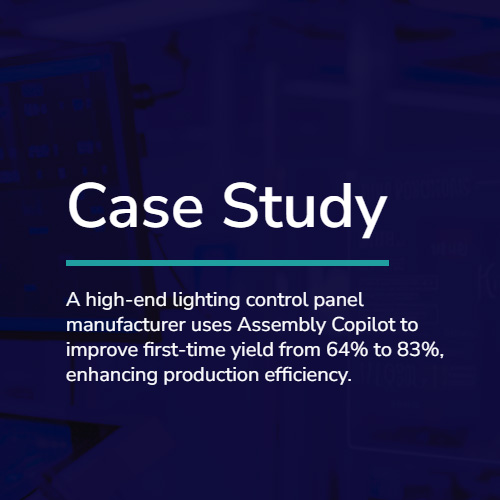 Case Study
A high-end lighting control panel
manufacturer uses Assembly Copilot to
improve first-time yield from 64% to 83%,
enhancing production efficiency.